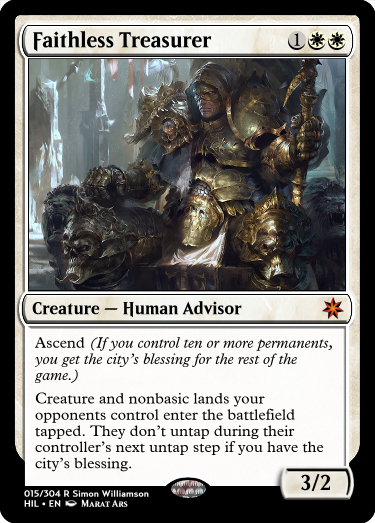 Faithless Treasurer 1
Creature — Human Advisor
Ascend (If you control ten or more permanents,
you get the city's blessing for the rest of the
game.)
Creature and nonbasic lands your
opponents control enter the battlefield
tapped. They don't untap during their
controller's next untap step if you have the
city's blessing.
3/2
015/304 R Simon Williamson
HIL • EN Marat Ars